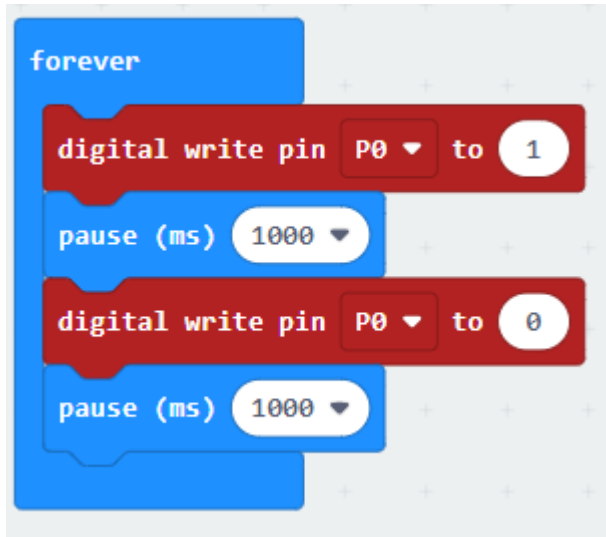 forever
digital write pin P0 to 1
pause (ms) 1000
digital write pin P0 to 0
pause (ms) 1000